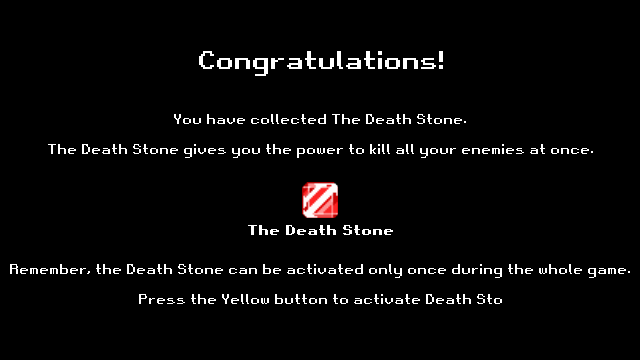 Congratulations!
You have collected The Death Stone.
The Death Stone gives you the power to kill all your enemies at once.
The Death Stone
Remember, the Death Stone can be activated only once during the whole game.
Press the Yellow button to activate Death Sto